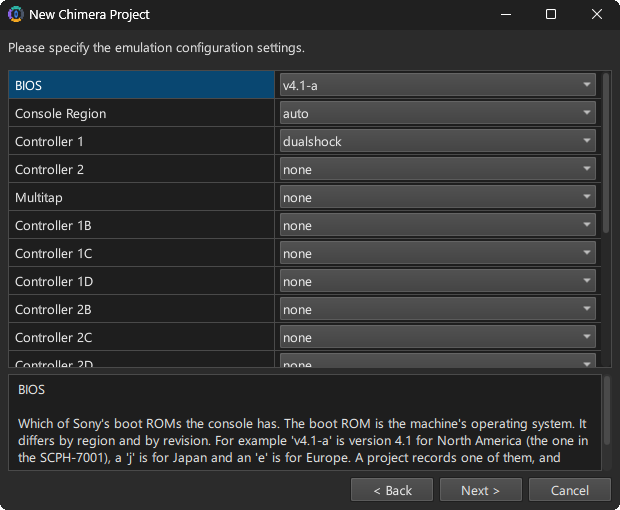 New Chimera Project
Please specify the emulation configuration settings.
BIOS v4.1-a
Console Region auto
Controller 1 dualshock
Controller 2 none
Multitap none
Controller 1B none
Controller 1C none
Controller 1D none
Controller 2B none
Controller 2C none
Controller 2D none
BIOS
Which of Sony's boot ROMs the console has. The boot ROM is the machine's operating system. It
differs by region and by revision. For example 'v4.1-a' is version 4.1 for North America (the one in
the SCPH-7001), a 'j' is for Japan and an 'e' is for Europe. A project records one of them, and
< Back Next > Cancel